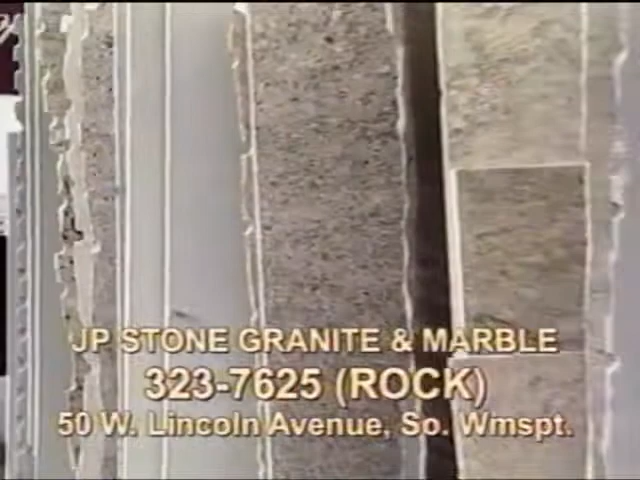 JP STONE GRANITE & MARBLE
323-7625 (ROCK)
50 W. Lincoln Avenue, So. Wmspt.